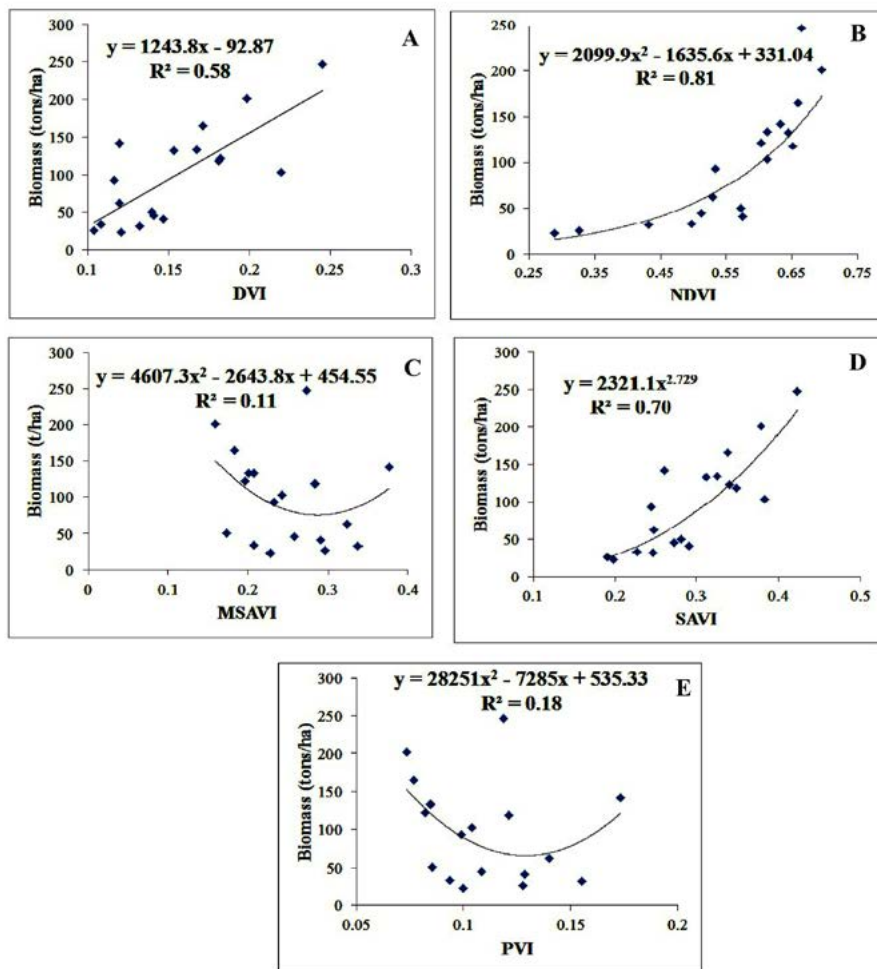 A
y = 1243.8x - 92.87
R² = 0.58
Biomass (tons/ha)
300
250
200
150
100
50
0
0.1 0.15 0.2 0.25 0.3
DVI
B
y = 2099.9x² - 1635.6x + 331.04
R² = 0.81
Biomass (tons/ha)
250
200
150
100
50
0
0.25 0.35 0.45 0.55 0.65 0.75
NDVI
C
y = 4607.3x² - 2643.8x + 454.55
R² = 0.11
Biomass (t/ha)
300
250
200
150
100
50
0
0 0.1 0.2 0.3 0.4
MSAVI
D
y = 2321.1x^2.729
R² = 0.70
Biomass (tons/ha)
300
250
200
150
100
50
0
0.1 0.2 0.3 0.4 0.5
SAVI
E
y = 28251x² - 7285x + 535.33
R² = 0.18
Biomass (tons/ha)
300
250
200
150
100
50
0
0.05 0.1 0.15 0.2
PVI